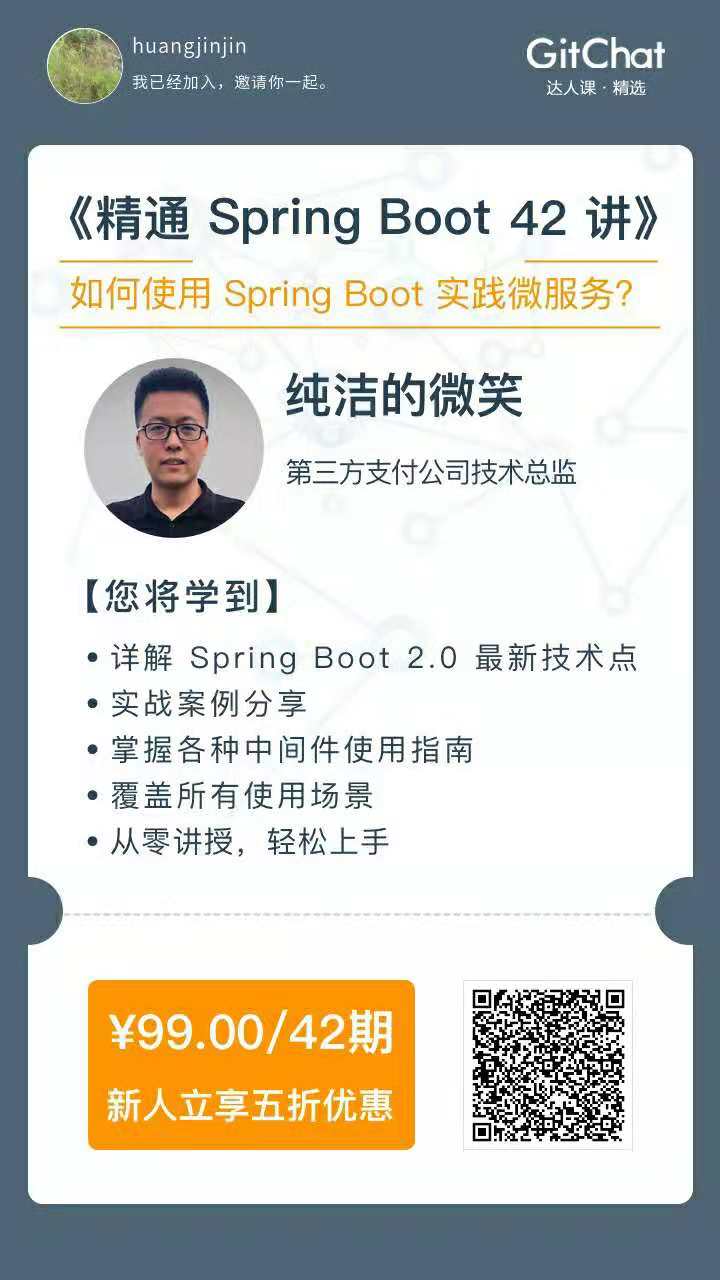 huangjinjin
我已经加入，邀请你一起。
GitChat
达人课·精选
《精通 Spring Boot 42 讲》
如何使用 Spring Boot 实践微服务？
纯洁的微笑
第三方支付公司技术总监
【您将学到】
• 详解 Spring Boot 2.0 最新技术点
• 实战案例分享
• 掌握各种中间件使用指南
• 覆盖所有使用场景
• 从零讲授，轻松上手
¥99.00/42期
新人立享五折优惠